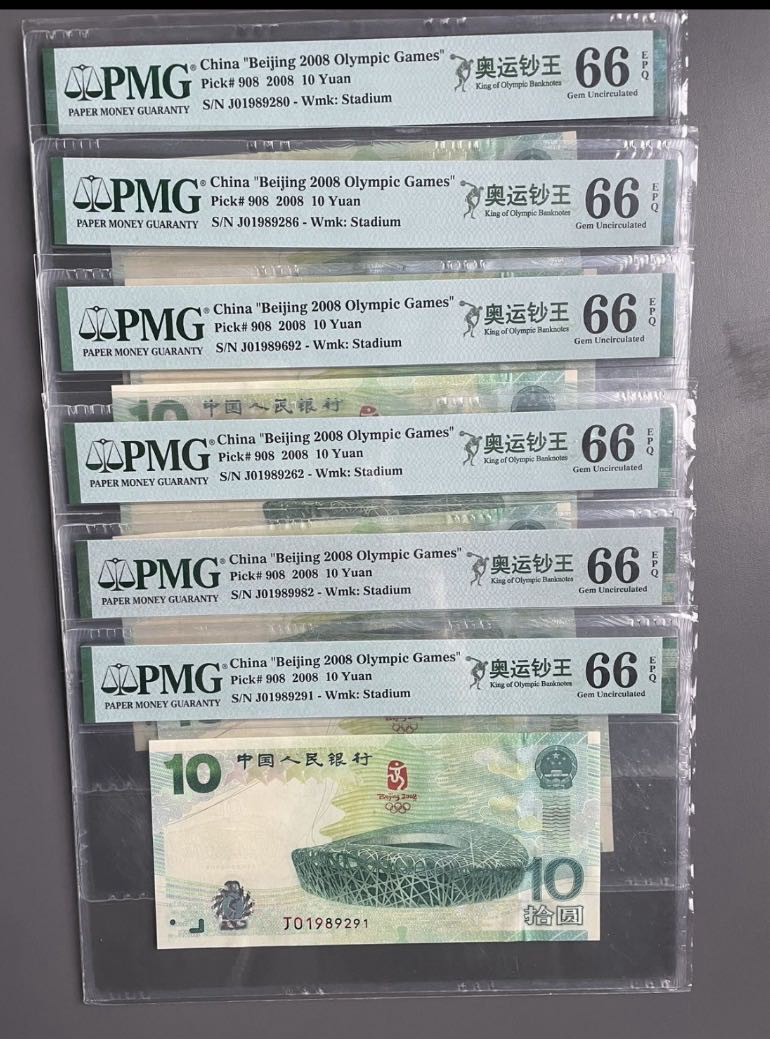 PMG
PAPER MONEY GUARANTY
China "Beijing 2008 Olympic Games"
Pick# 908 2008 10 Yuan
S/N J01989280 - Wmk: Stadium
奥运钞王
King of Olympic Banknotes
66
Gem Uncirculated
EPQ
PMG
PAPER MONEY GUARANTY
China "Beijing 2008 Olympic Games"
Pick# 908 2008 10 Yuan
S/N J01989286 - Wmk: Stadium
奥运钞王
King of Olympic Banknotes
66
Gem Uncirculated
EPQ
PMG
PAPER MONEY GUARANTY
China "Beijing 2008 Olympic Games"
Pick# 908 2008 10 Yuan
S/N J01989692 - Wmk: Stadium
奥运钞王
King of Olympic Banknotes
66
Gem Uncirculated
EPQ
10 中国人民银行
PMG
PAPER MONEY GUARANTY
China "Beijing 2008 Olympic Games"
Pick# 908 2008 10 Yuan
S/N J01989262 - Wmk: Stadium
奥运钞王
King of Olympic Banknotes
66
Gem Uncirculated
EPQ
PMG
PAPER MONEY GUARANTY
China "Beijing 2008 Olympic Games"
Pick# 908 2008 10 Yuan
S/N J01989982 - Wmk: Stadium
奥运钞王
King of Olympic Banknotes
66
Gem Uncirculated
EPQ
PMG
PAPER MONEY GUARANTY
China "Beijing 2008 Olympic Games"
Pick# 908 2008 10 Yuan
S/N J01989291 - Wmk: Stadium
奥运钞王
King of Olympic Banknotes
66
Gem Uncirculated
EPQ
10 中国人民银行
Beijing 2008
10
拾圆
J01989291